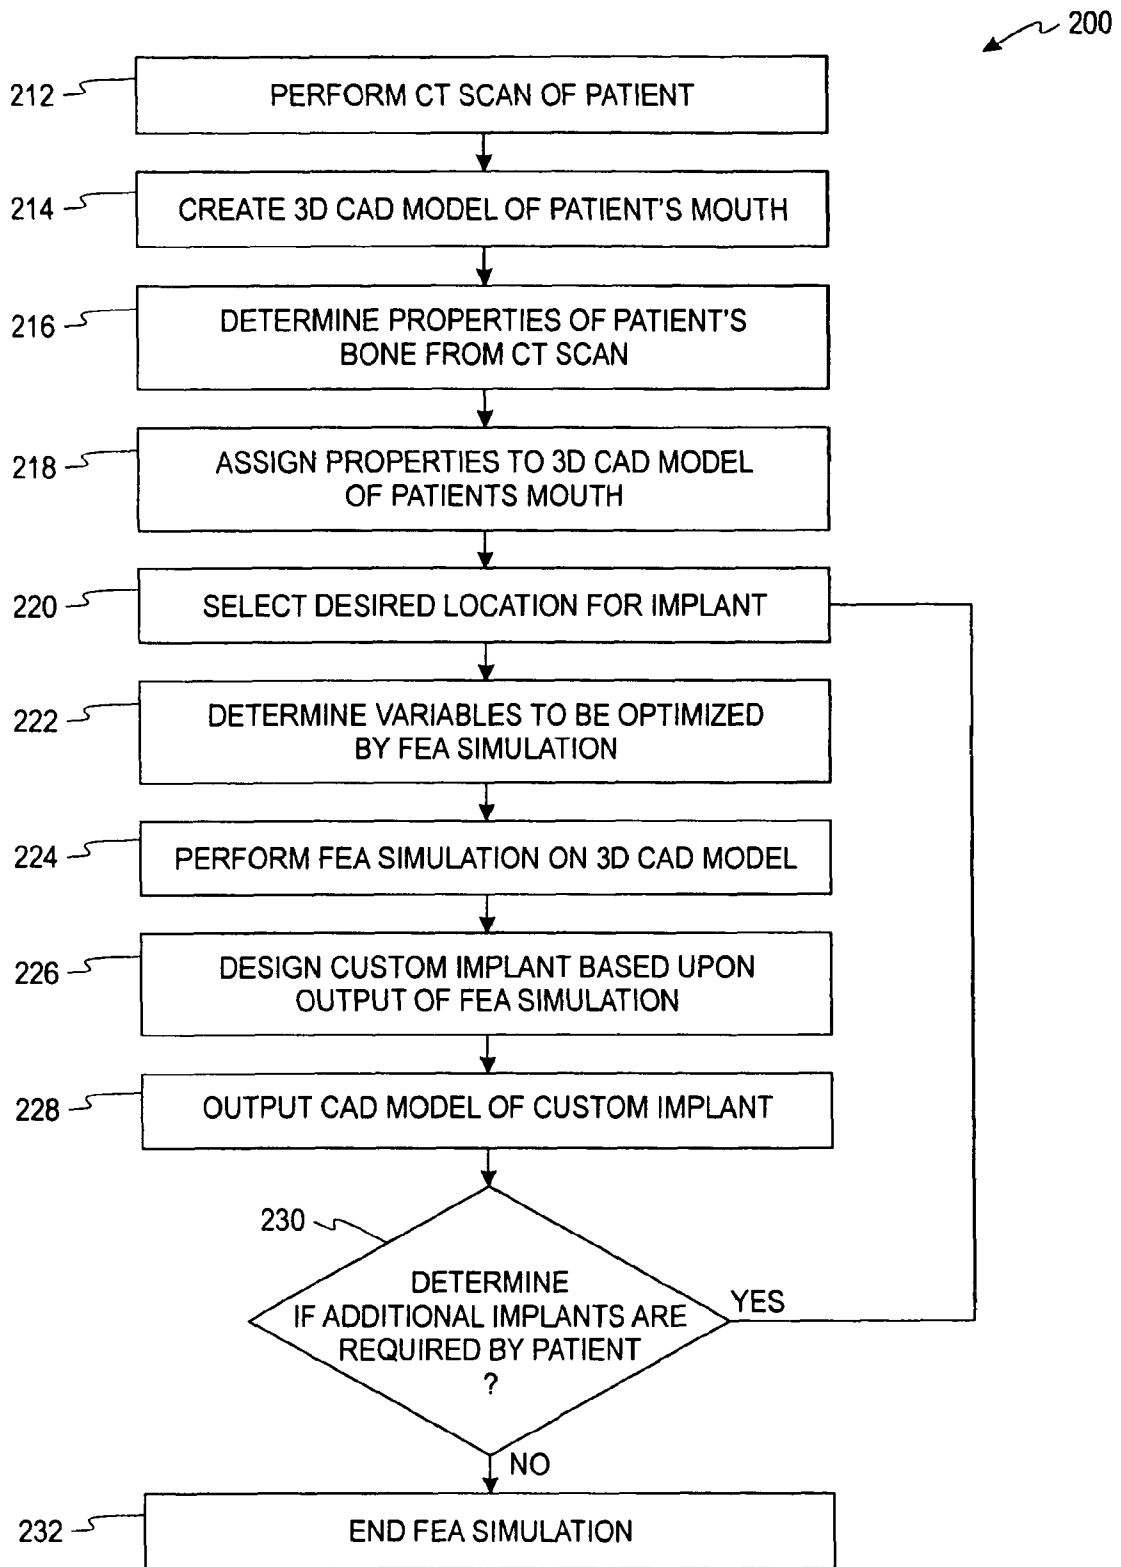 200
212
PERFORM CT SCAN OF PATIENT
214
CREATE 3D CAD MODEL OF PATIENT'S MOUTH
216
DETERMINE PROPERTIES OF PATIENT'S
BONE FROM CT SCAN
218
ASSIGN PROPERTIES TO 3D CAD MODEL
OF PATIENTS MOUTH
220
SELECT DESIRED LOCATION FOR IMPLANT
222
DETERMINE VARIABLES TO BE OPTIMIZED
BY FEA SIMULATION
224
PERFORM FEA SIMULATION ON 3D CAD MODEL
226
DESIGN CUSTOM IMPLANT BASED UPON
OUTPUT OF FEA SIMULATION
228
OUTPUT CAD MODEL OF CUSTOM IMPLANT
230
DETERMINE
IF ADDITIONAL IMPLANTS ARE
REQUIRED BY PATIENT
?
YES
NO
232
END FEA SIMULATION